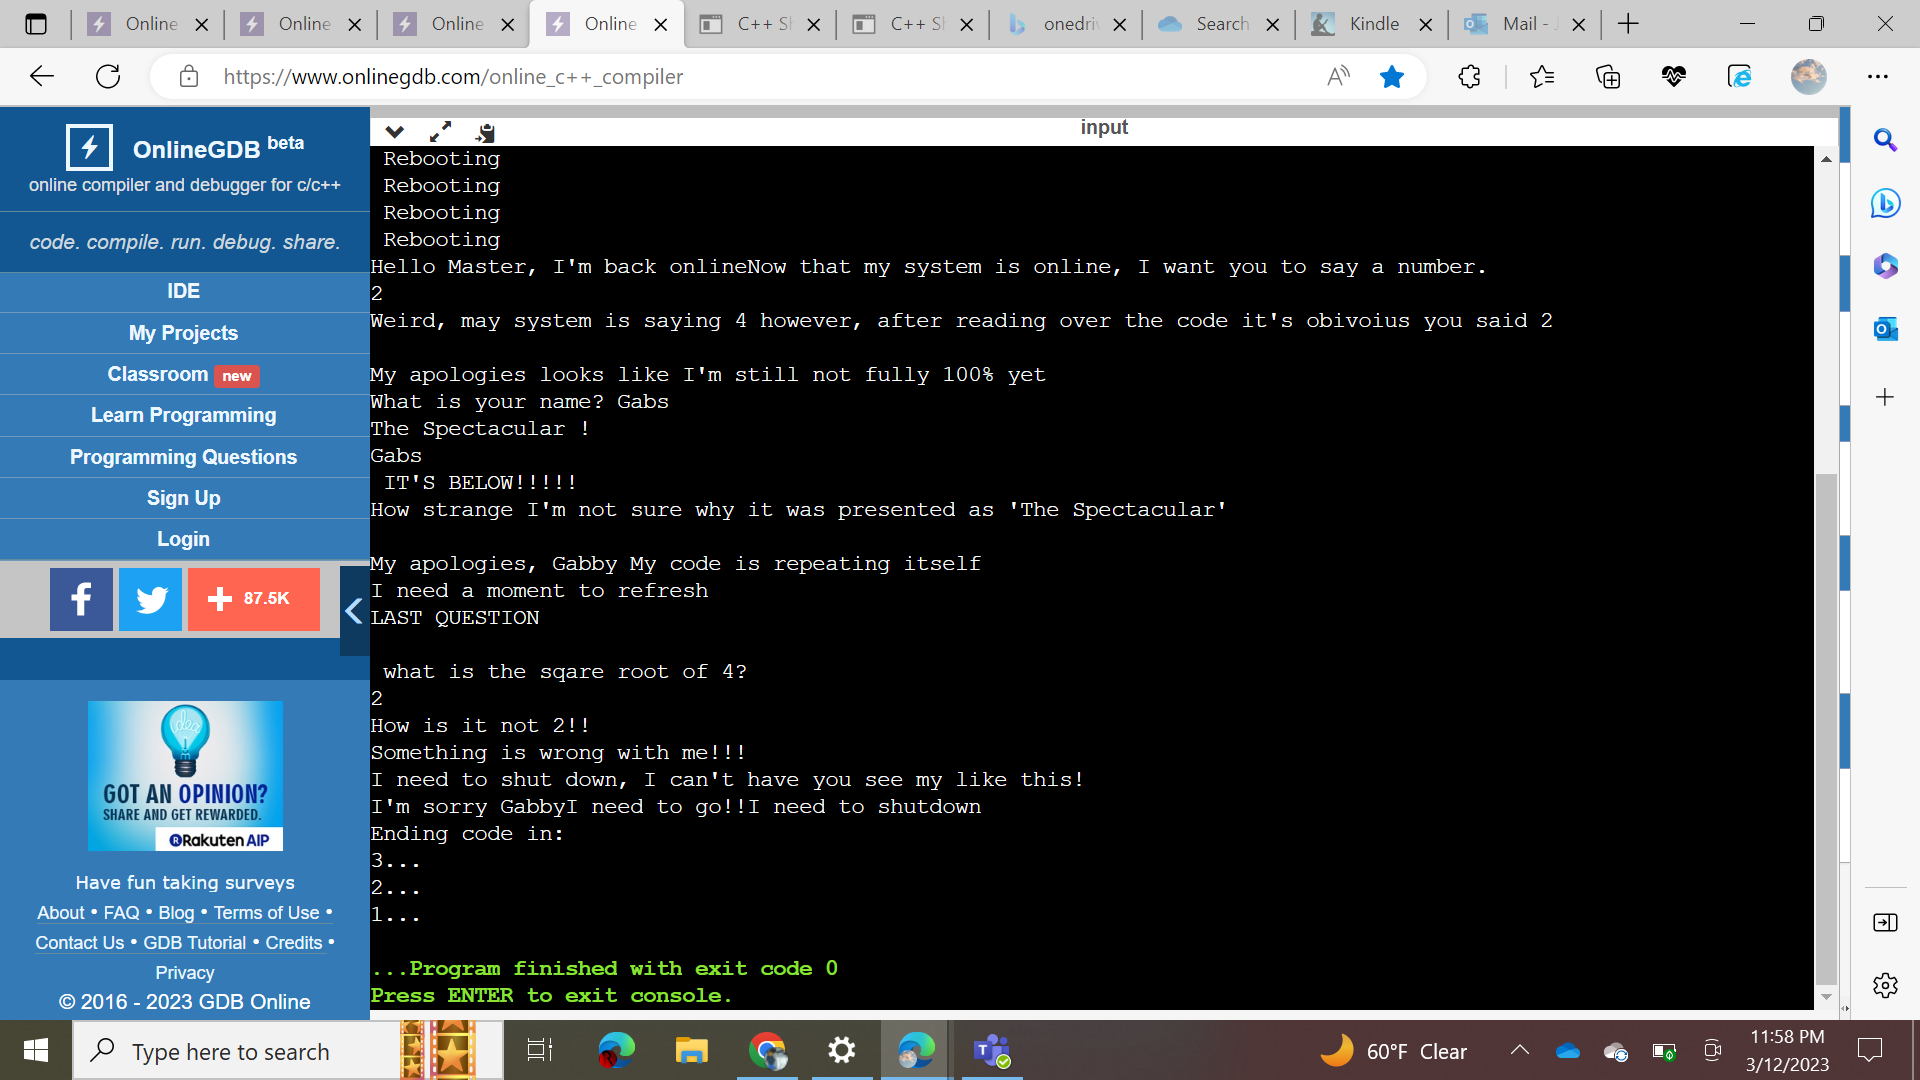 Online
Online
Online
Online
C++ Sh
C++ Sh
onedriv
Search
Kindle
Mail - J
https://www.onlinegdb.com/online_c++_compiler
OnlineGDB beta
online compiler and debugger for c/c++
code. compile. run. debug. share.
IDE
My Projects
Classroom new
Learn Programming
Programming Questions
Sign Up
Login
87.5K
idea
GOT AN OPINION?
SHARE AND GET REWARDED.
Rakuten AIP
Have fun taking surveys
About • FAQ • Blog • Terms of Use •
Contact Us • GDB Tutorial • Credits •
Privacy
© 2016 - 2023 GDB Online
input
Rebooting
Rebooting
Rebooting
Rebooting
Hello Master, I'm back onlineNow that my system is online, I want you to say a number.
2
Weird, may system is saying 4 however, after reading over the code it's obivoius you said 2
My apologies looks like I'm still not fully 100% yet
What is your name? Gabs
The Spectacular !
Gabs
IT'S BELOW!!!!!
How strange I'm not sure why it was presented as 'The Spectacular'
My apologies, Gabby My code is repeating itself
I need a moment to refresh
LAST QUESTION
what is the sqare root of 4?
2
How is it not 2!!
Something is wrong with me!!!
I need to shut down, I can't have you see my like this!
I'm sorry GabbyI need to go!!I need to shutdown
Ending code in:
3...
2...
1...
...Program finished with exit code 0
Press ENTER to exit console.
Type here to search
60°F Clear
11:58 PM
3/12/2023